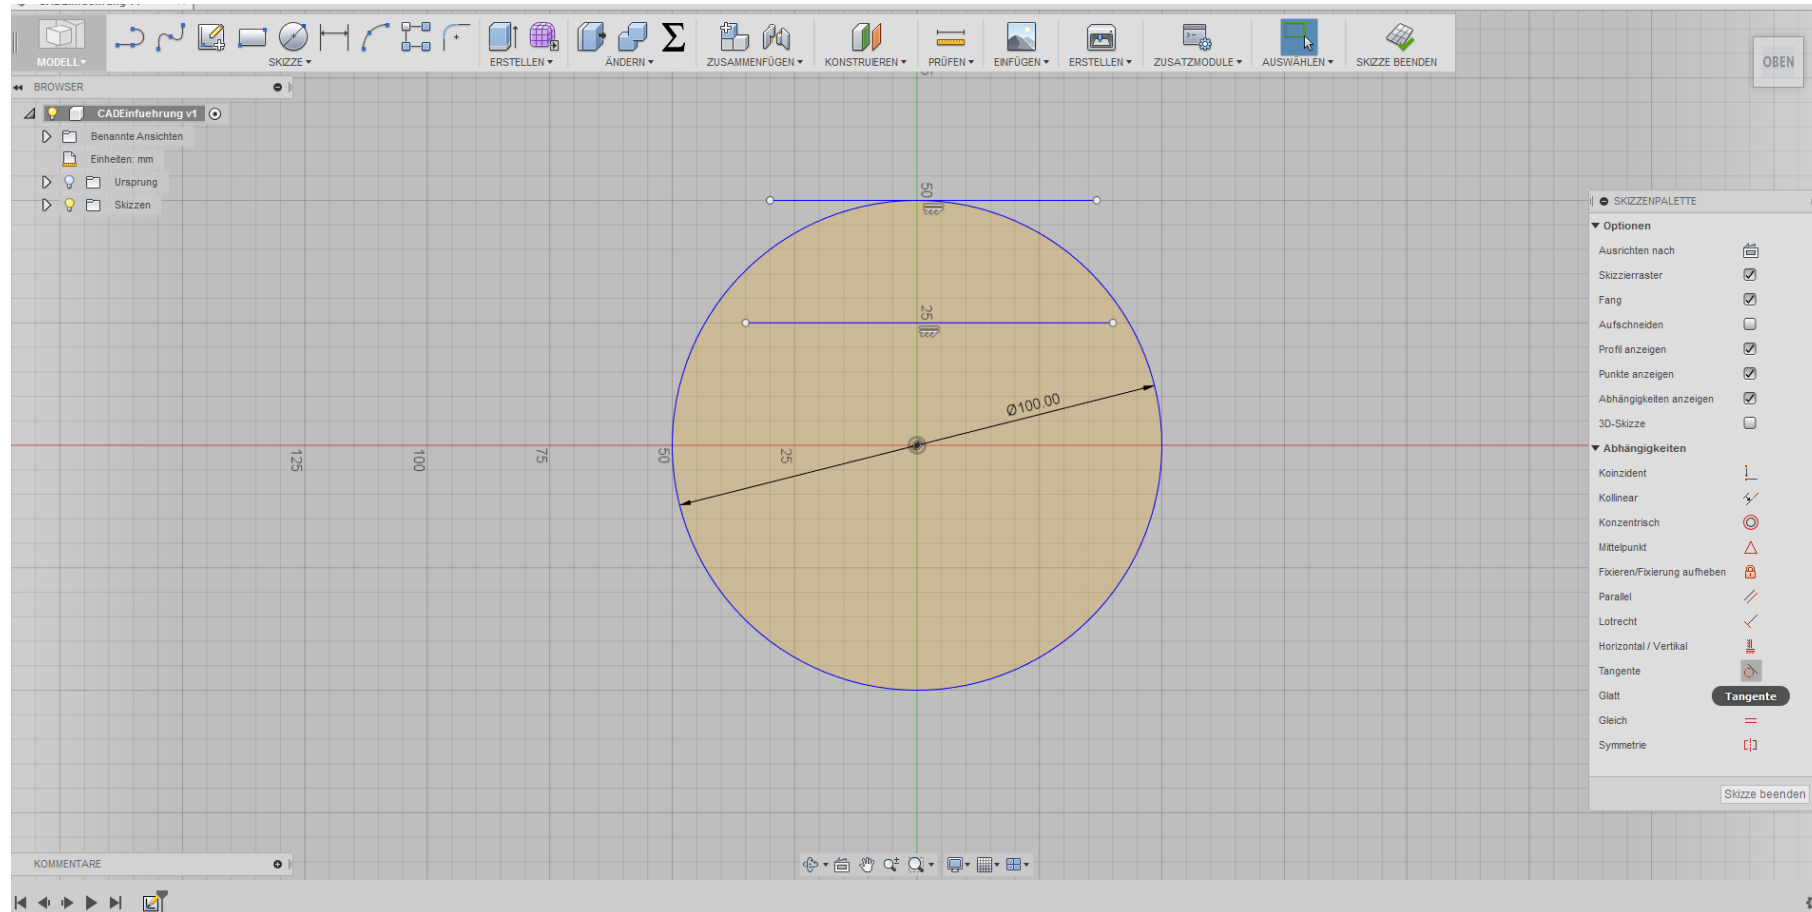 MODELL
SKIZZE
ERSTELLEN
ÄNDERN
ZUSAMMENFÜGEN
KONSTRUIEREN
PRÜFEN
EINFÜGEN
ERSTELLEN
ZUSATZMODULE
AUSWÄHLEN
SKIZZE BEENDEN
OBEN
BROWSER
CADEinfuehrung v1
Benannte Ansichten
Einheiten: mm
Ursprung
Skizzen
50
25
Ø100.00
125
100
75
50
25
SKIZZENPALETTE
Optionen
Ausrichten nach
Skizzierraster
Fang
Aufschneiden
Profil anzeigen
Punkte anzeigen
Abhängigkeiten anzeigen
3D-Skizze
Abhängigkeiten
Koinzident
Kollinear
Konzentrisch
Mittelpunkt
Fixieren/Fixierung aufheben
Parallel
Lotrecht
Horizontal / Vertikal
Tangente
Glatt
Tangente
Gleich
Symmetrie
Skizze beenden
KOMMENTARE